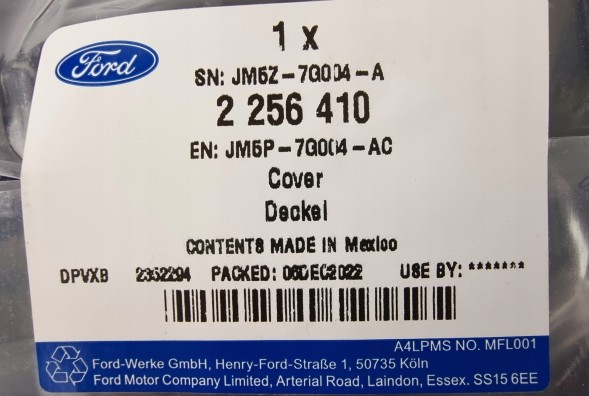 1 x
Ford
SN: JM5Z-7G004-A
2 256 410
EN: JM5P-7G004-AC
Cover
Deckel
CONTENTS MADE IN Mexico
DPVXB 2352294 PACKED: 06DEC2022 USE BY: *******
A4LPMS NO. MFL001
Ford-Werke GmbH, Henry-Ford-Straße 1, 50735 Köln
Ford Motor Company Limited, Arterial Road, Laindon, Essex. SS15 6EE